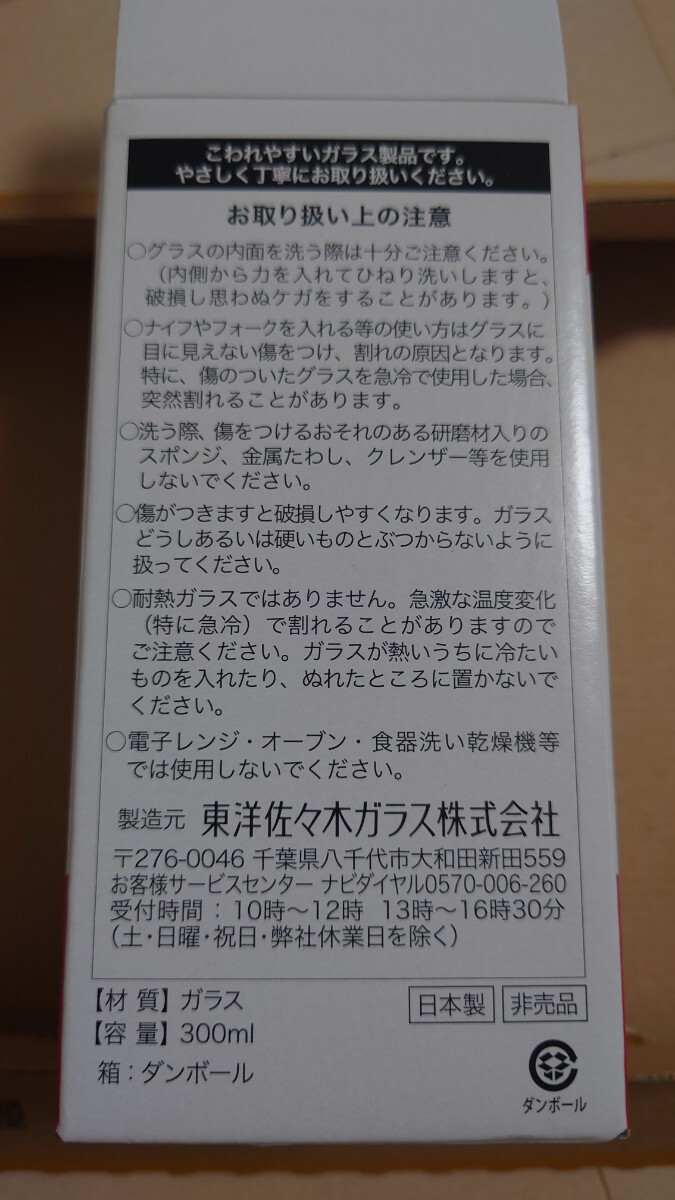 こわれやすいガラス製品です。
やさしく丁寧にお取り扱いください。
お取り扱い上の注意
○グラスの内面を洗う際は十分ご注意ください。
(内側から力を入れてひねり洗いしますと、
破損し思わぬケガをすることがあります。)
○ナイフやフォークを入れる等の使い方はグラスに
目に見えない傷をつけ、割れの原因となります。
特に、傷のついたグラスを急冷で使用した場合、
突然割れることがあります。
○洗う際、傷をつけるおそれのある研磨材入りの
スポンジ、金属たわし、クレンザー等を使用
しないでください。
○傷がつきますと破損しやすくなります。ガラス
どうしあるいは硬いものとぶつからないように
扱ってください。
○耐熱ガラスではありません。急激な温度変化
(特に急冷)で割れることがありますので
ご注意ください。ガラスが熱いうちに冷たい
ものを入れたり、ぬれたところに置かないで
ください。
○電子レンジ・オーブン・食器洗い乾燥機等
では使用しないでください。
製造元 東洋佐々木ガラス株式会社
〒276-0046 千葉県八千代市大和田新田559
お客様サービスセンター ナビダイヤル0570-006-260
受付時間:10時〜12時 13時〜16時30分
(土・日曜・祝日・弊社休業日を除く)
【材 質】ガラス 日本製 非売品
【容 量】300ml
箱:ダンボール
ダンボール